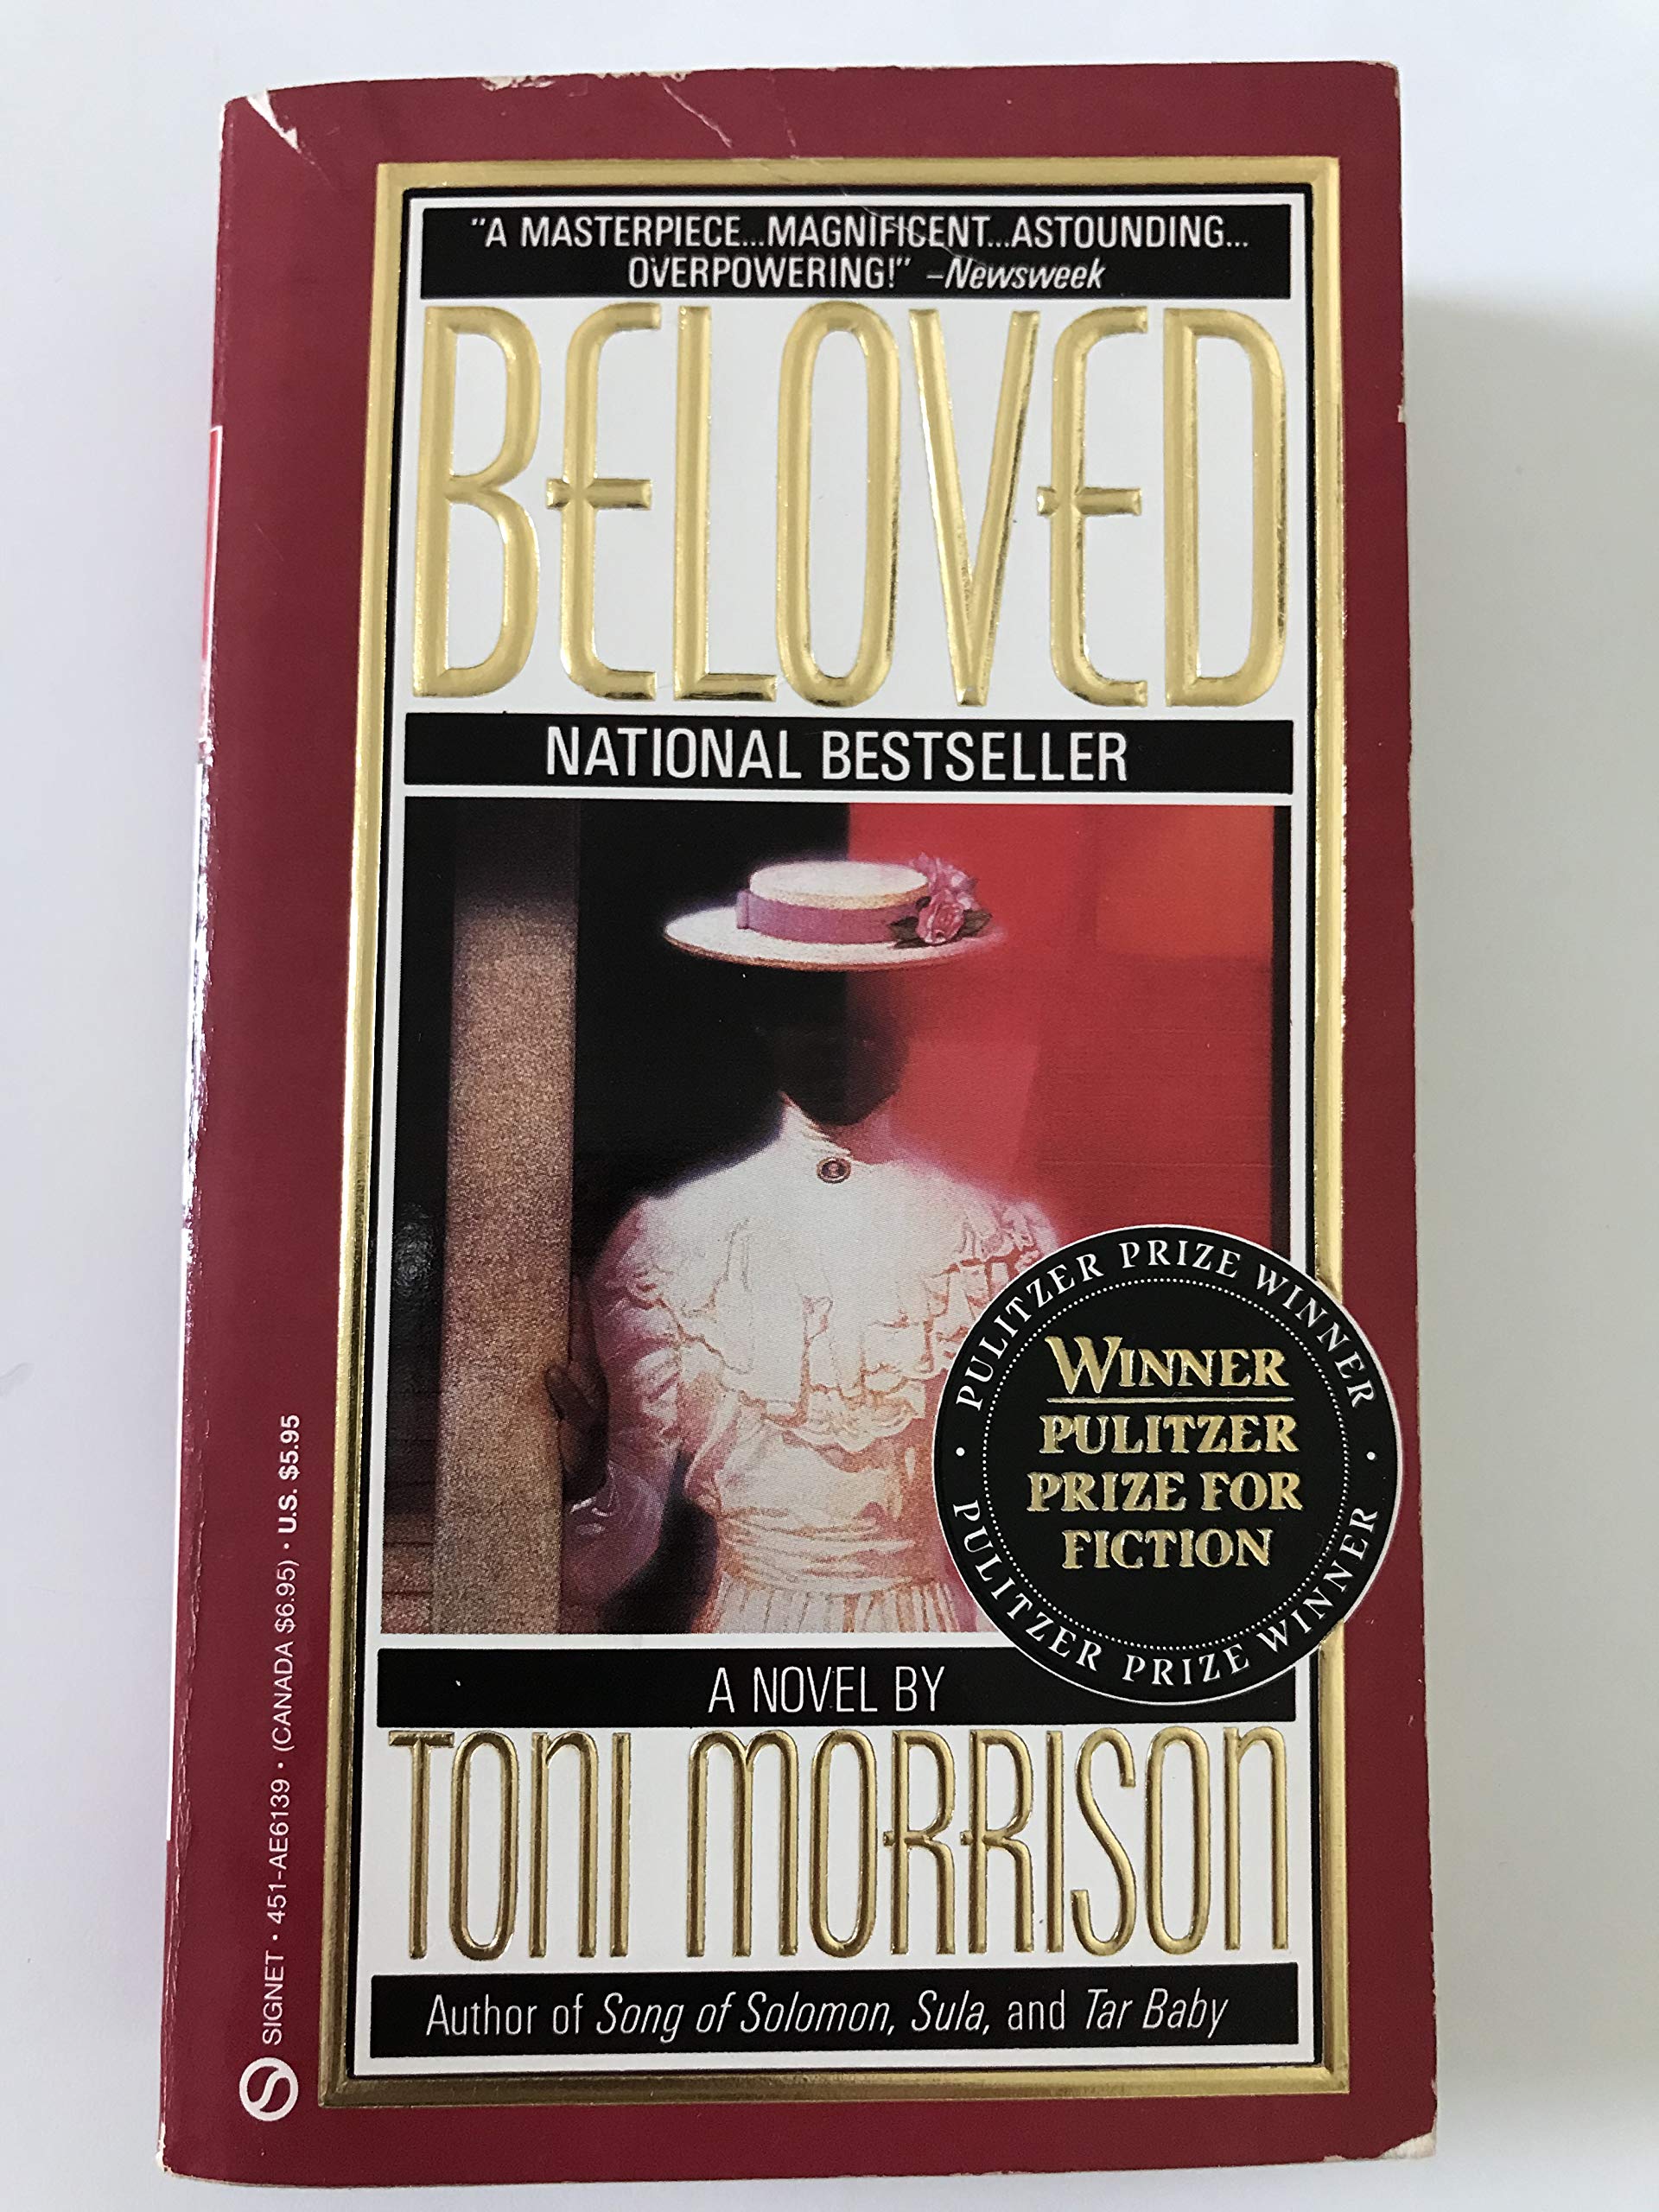 "A MASTERPIECE...MAGNIFICENT...ASTOUNDING...
OVERPOWERING!" –Newsweek
BELOVED
NATIONAL BESTSELLER
PULITZER PRIZE WINNER
WINNER
PULITZER
PRIZE FOR
FICTION
PULITZER PRIZE WINNER
A NOVEL BY
TONI MORRISON
Author of Song of Solomon, Sula, and Tar Baby
S SIGNET • 451-AE6139 • (CANADA $6.95) • U.S. $5.95